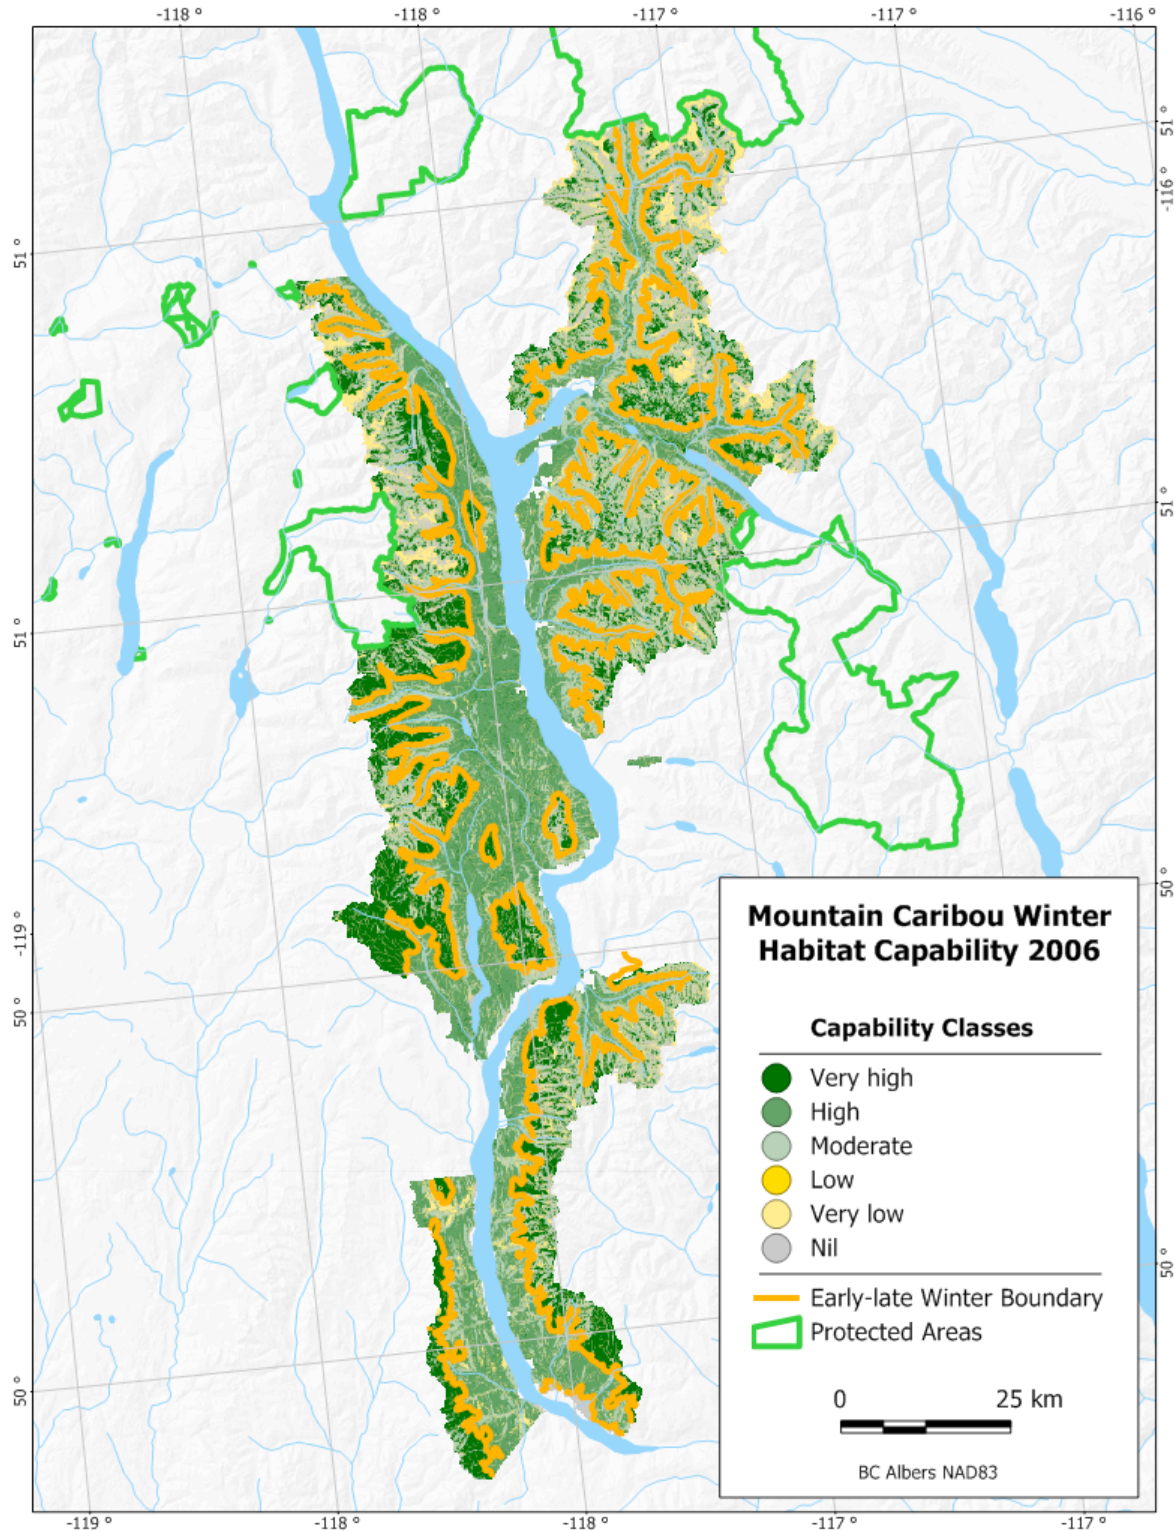 -118 °
-118 °
-117 °
-117 °
-116 °
51 °
-116 °
51 °
51 °
51 °
50 °
-119 °
50 °
50 °
50 °
Mountain Caribou Winter
Habitat Capability 2006
Capability Classes
Very high
High
Moderate
Low
Very low
Nil
Early-late Winter Boundary
Protected Areas
0 25 km
BC Albers NAD83
-119 °
-118 °
-118 °
-117 °
-117 °